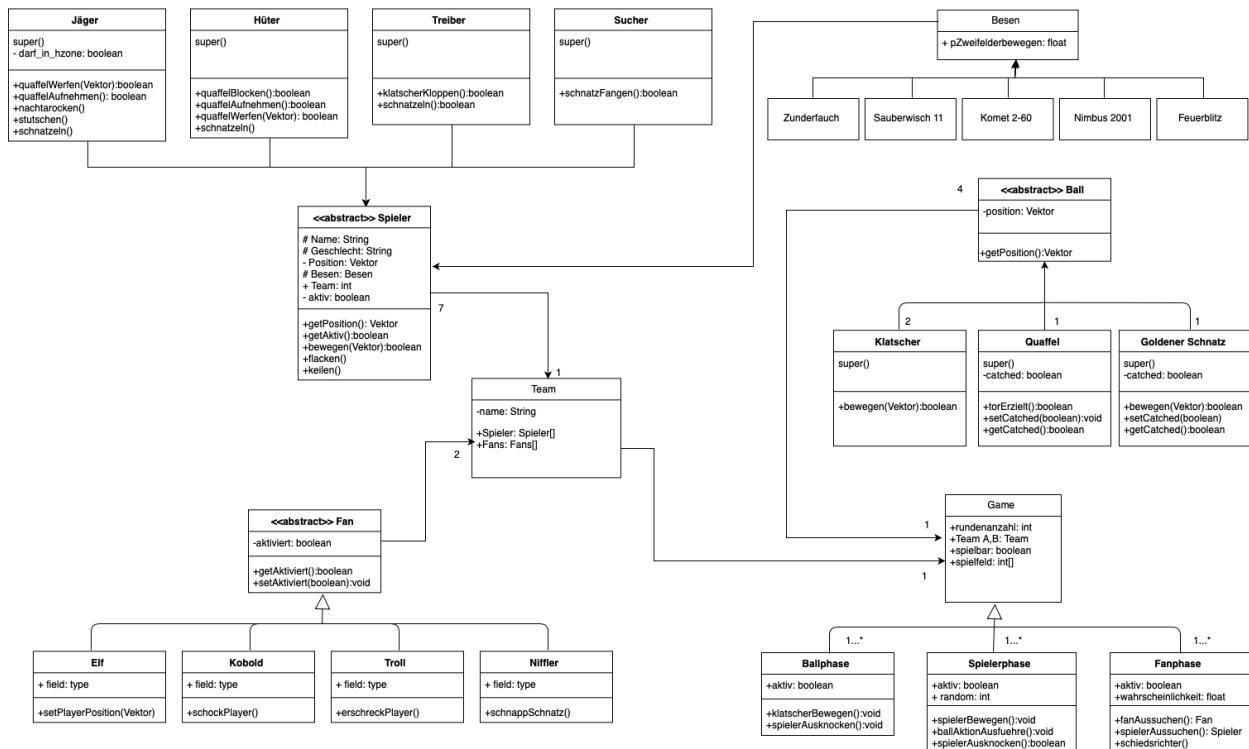 Jäger
super()
- darf_in_hzone: boolean
+quaffelWerfen(Vektor):boolean
+quaffelAufnehmen(): boolean
+nachtarocken()
+stutschen()
+schnatzeln()
Hüter
super()
+quaffelBlocken():boolean
+quaffelAufnehmen():boolean
+quaffelWerfen(Vektor): boolean
+schnatzeln()
Treiber
super()
+klatscherKloppen():boolean
+schnatzeln():boolean
Sucher
super()
+schnatzFangen():boolean
Besen
+ pZweifelderbewegen: float
Zunderfauch
Sauberwisch 11
Komet 2-60
Nimbus 2001
Feuerblitz
<<abstract>> Spieler
# Name: String
# Geschlecht: String
- Position: Vektor
# Besen: Besen
+ Team: int
- aktiv: boolean
+getPosition(): Vektor
+getAktiv():boolean
+bewegen(Vektor):boolean
+flacken()
+keilen()
7
1
4
<<abstract>> Ball
-position: Vektor
+getPosition():Vektor
2
1
1
Klatscher
super()
+bewegen(Vektor):boolean
Quaffel
super()
-catched: boolean
+torErzielt():boolean
+setCatched(boolean):void
+getCatched():boolean
Goldener Schnatz
super()
-catched: boolean
+bewegen(Vektor):boolean
+setCatched(boolean)
+getCatched():boolean
Team
-name: String
+Spieler: Spieler[]
+Fans: Fans[]
2
<<abstract>> Fan
-aktiviert: boolean
+getAktiviert():boolean
+setAktiviert(boolean):void
Game
+rundenanzahl: int
+Team A,B: Team
+spielbar: boolean
+spielfeld: int[]
1
1
Elf
+ field: type
+setPlayerPosition(Vektor)
Kobold
+ field: type
+schockPlayer()
Troll
+ field: type
+erschreckPlayer()
Niffler
+ field: type
+schnappSchnatz()
1...*
1...*
1...*
Ballphase
+aktiv: boolean
+klatscherBewegen():void
+spielerAusknocken():void
Spielerphase
+aktiv: boolean
+ random: int
+spielerBewegen():void
+ballAktionAusfuehre():void
+spielerAusknocken():boolean
Fanphase
+aktiv: boolean
+wahrscheinlichkeit: float
+fanAussuchen(): Fan
+spielerAussuchen(): Spieler
+schiedsrichter()